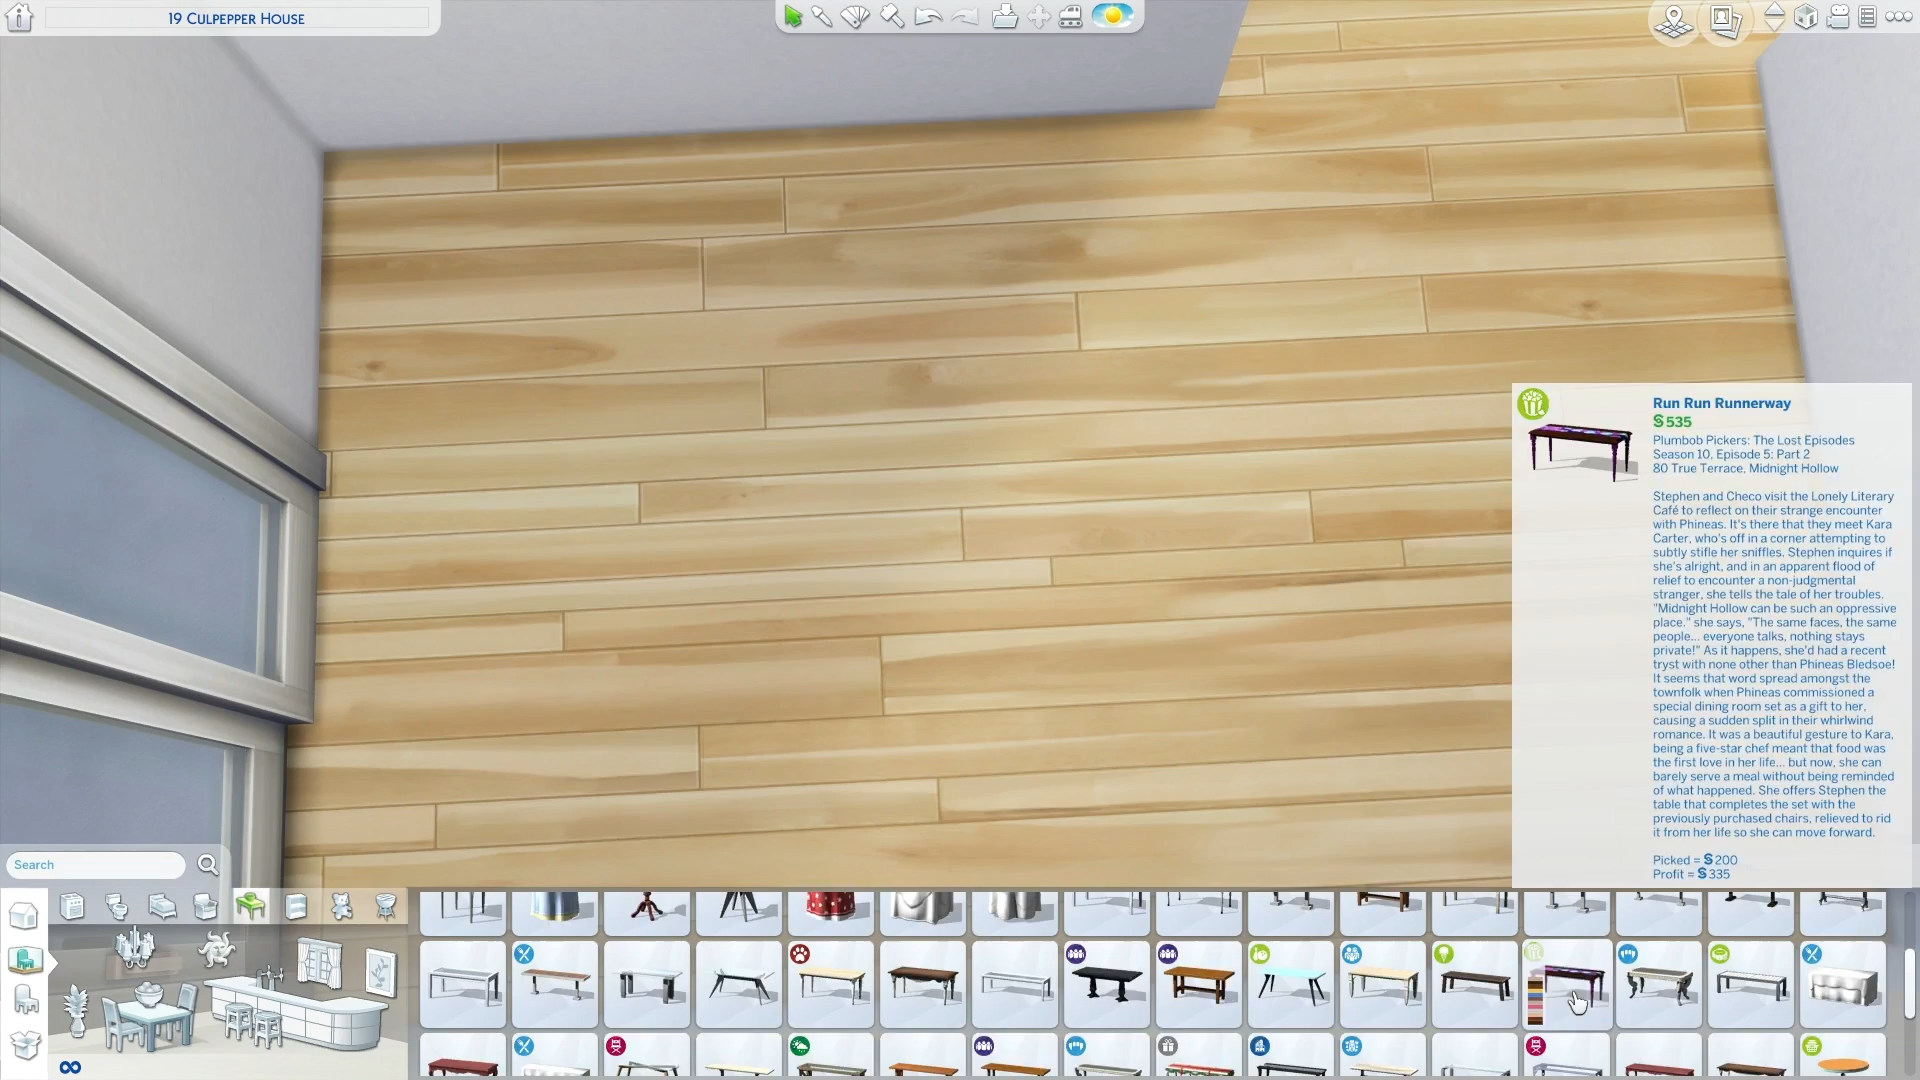 19 Culpepper House
Run Run Runnerway
§535
Plumbob Pickers: The Lost Episodes
Season 10, Episode 5: Part 2
80 True Terrace, Midnight Hollow
Stephen and Checo visit the Lonely Literary
Café to reflect on their strange encounter
with Phineas. It's there that they meet Kara
Carter, who's off in a corner attempting to
subtly stifle her sniffles. Stephen inquires if
she's alright, and in an apparent flood of
relief to encounter a non-judgmental
stranger, she tells the tale of her troubles.
"Midnight Hollow can be such an oppressive
place." she says, "The same faces, the same
people... everyone talks, nothing stays
private!" As it happens, she'd had a recent
tryst with none other than Phineas Bledsoe!
It seems that word spread amongst the
townfolk when Phineas commissioned a
special dining room set as a gift to her,
causing a sudden split in their whirlwind
romance. It was a beautiful gesture to Kara,
being a five-star chef meant that food was
the first love in her life... but now, she can
barely serve a meal without being reminded
of what happened. She offers Stephen the
table that completes the set with the
previously purchased chairs, relieved to rid
it from her life so she can move forward.
Picked = §200
Profit = §335
Search